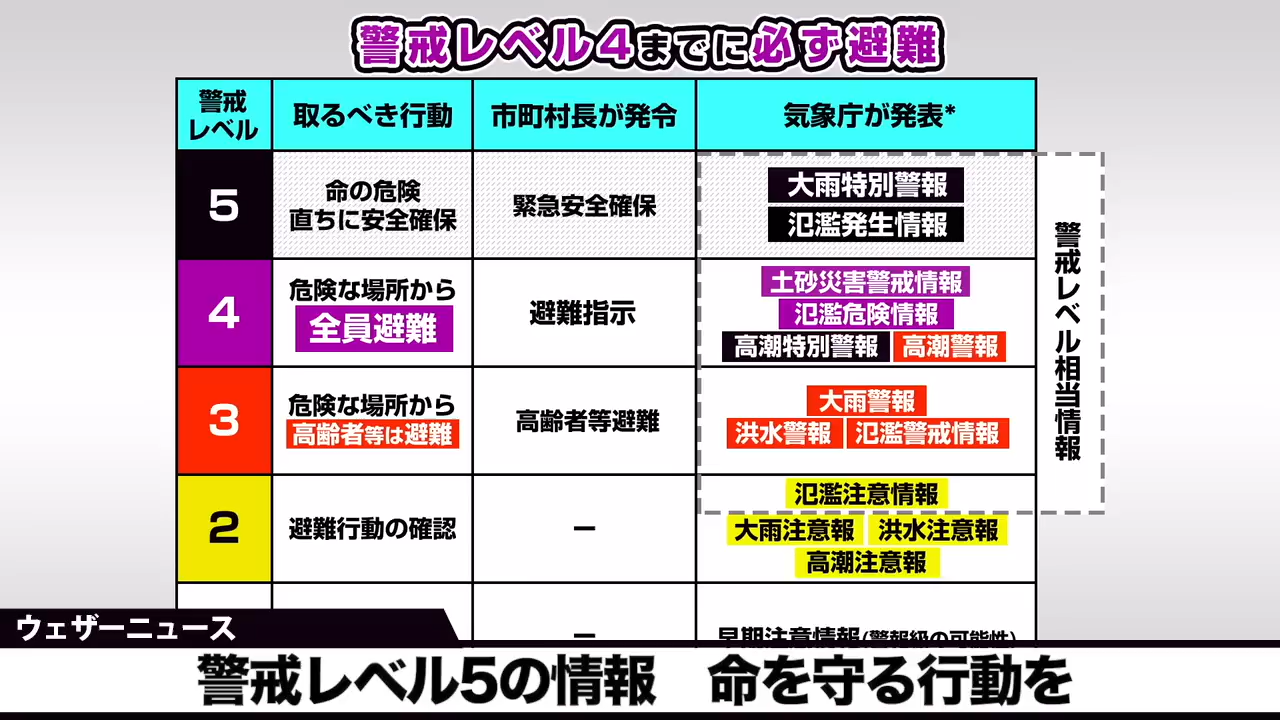 警戒レベル4までに必ず避難
警戒
レベル
取るべき行動
市町村長が発令
気象庁が発表*
5
命の危険
直ちに安全確保
緊急安全確保
大雨特別警報
氾濫発生情報
4
危険な場所から
全員避難
避難指示
土砂災害警戒情報
氾濫危険情報
高潮特別警報 高潮警報
3
危険な場所から
高齢者等は避難
高齢者等避難
大雨警報
洪水警報 氾濫警戒情報
2
避難行動の確認
ー
氾濫注意情報
大雨注意報 洪水注意報
高潮注意報
ー
早期注意情報(警報級の可能性)
警戒レベル相当情報
ウェザーニュース
警戒レベル5の情報 命を守る行動を